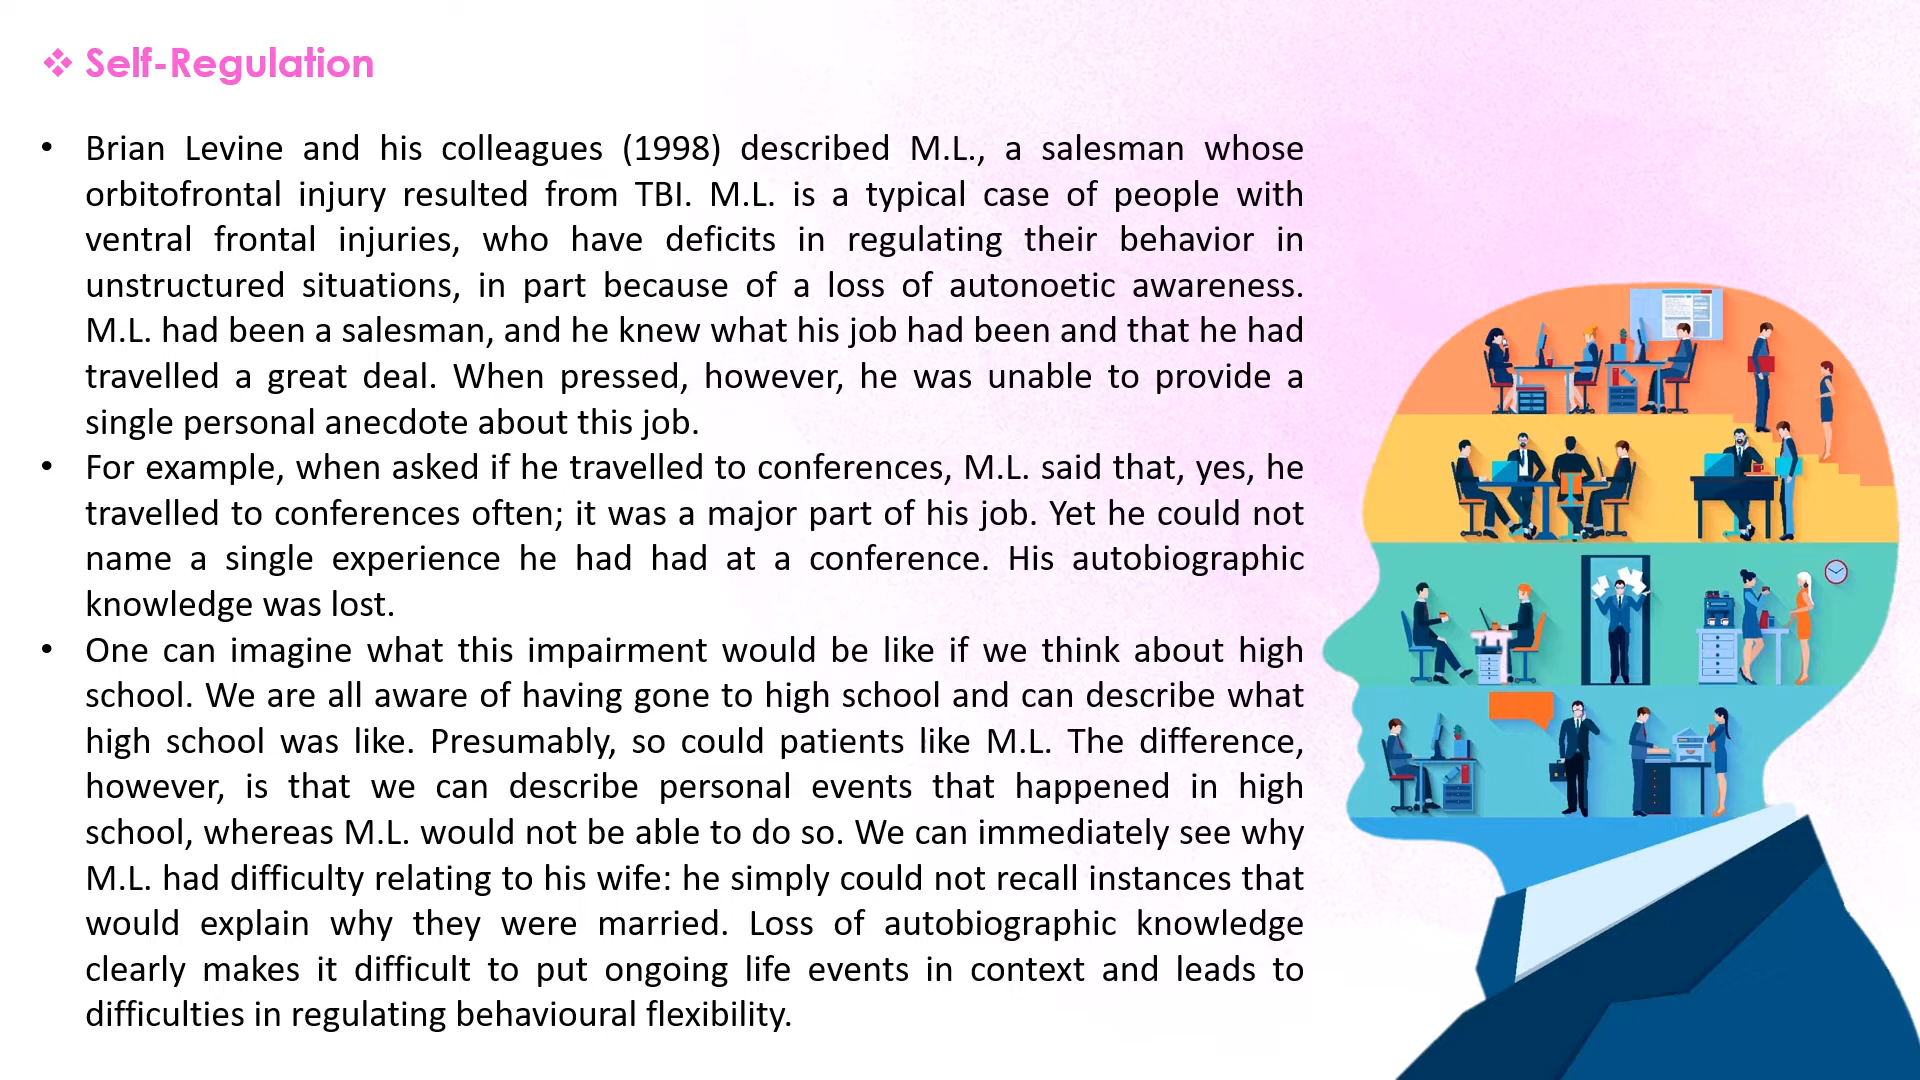 ❖ Self-Regulation
• Brian Levine and his colleagues (1998) described M.L., a salesman whose
orbitofrontal injury resulted from TBI. M.L. is a typical case of people with
ventral frontal injuries, who have deficits in regulating their behavior in
unstructured situations, in part because of a loss of autonoetic awareness.
M.L. had been a salesman, and he knew what his job had been and that he had
travelled a great deal. When pressed, however, he was unable to provide a
single personal anecdote about this job.
• For example, when asked if he travelled to conferences, M.L. said that, yes, he
travelled to conferences often; it was a major part of his job. Yet he could not
name a single experience he had had at a conference. His autobiographic
knowledge was lost.
• One can imagine what this impairment would be like if we think about high
school. We are all aware of having gone to high school and can describe what
high school was like. Presumably, so could patients like M.L. The difference,
however, is that we can describe personal events that happened in high
school, whereas M.L. would not be able to do so. We can immediately see why
M.L. had difficulty relating to his wife: he simply could not recall instances that
would explain why they were married. Loss of autobiographic knowledge
clearly makes it difficult to put ongoing life events in context and leads to
difficulties in regulating behavioural flexibility.